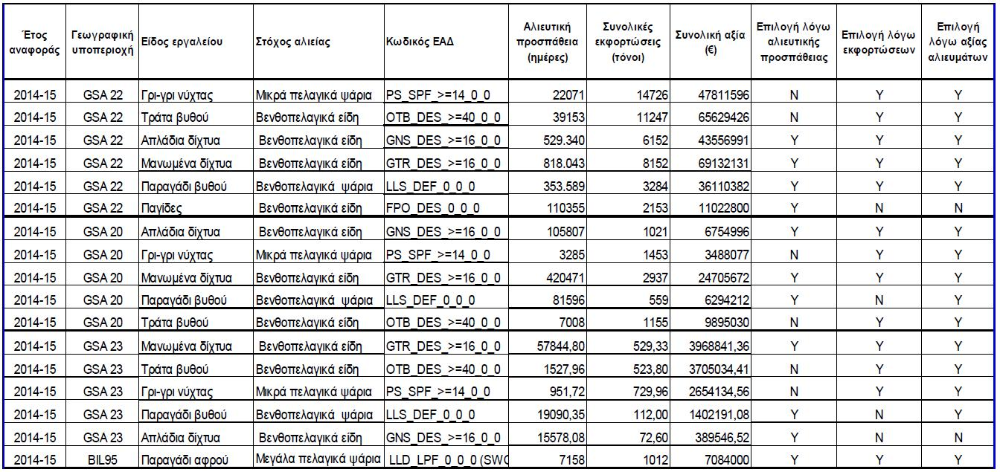 Έτος αναφοράς | Γεωγραφική υποπεριοχή | Είδος εργαλείου | Στόχος αλιείας | Κωδικός ΕΑΔ | Αλιευτική προσπάθεια (ημέρες) | Συνολικές εκφορτώσεις (τόνοι) | Συνολική αξία (€) | Επιλογή λόγω αλιευτικής προσπάθειας | Επιλογή λόγω εκφορτώσεων | Επιλογή λόγω αξίας αλιευμάτων
2014-15 | GSA 22 | Γρι-γρι νύχτας | Μικρά πελαγικά ψάρια | PS_SPF_>=14_0_0 | 22071 | 14726 | 47811596 | N | Y | Y
2014-15 | GSA 22 | Τράτα βυθού | Βενθοπελαγικά είδη | OTB_DES_>=40_0_0 | 39153 | 11247 | 65629426 | N | Y | Y
2014-15 | GSA 22 | Απλάδια δίχτυα | Βενθοπελαγικά είδη | GNS_DES_>=16_0_0 | 529.340 | 6152 | 43556991 | Y | Y | Y
2014-15 | GSA 22 | Μανωμένα δίχτυα | Βενθοπελαγικά είδη | GTR_DES_>=16_0_0 | 818.043 | 8152 | 69132131 | Y | Y | Y
2014-15 | GSA 22 | Παραγάδι βυθού | Βενθοπελαγικά ψάρια | LLS_DEF_0_0_0 | 353.589 | 3284 | 36110382 | Y | Y | Y
2014-15 | GSA 22 | Παγίδες | Βενθοπελαγικά είδη | FPO_DES_0_0_0 | 110355 | 2153 | 11022800 | Y | N | N
2014-15 | GSA 20 | Απλάδια δίχτυα | Βενθοπελαγικά είδη | GNS_DES_>=16_0_0 | 105807 | 1021 | 6754996 | Y | Y | Y
2014-15 | GSA 20 | Γρι-γρι νύχτας | Μικρά πελαγικά ψάρια | PS_SPF_>=14_0_0 | 3285 | 1453 | 3488077 | N | Y | Y
2014-15 | GSA 20 | Μανωμένα δίχτυα | Βενθοπελαγικά είδη | GTR_DES_>=16_0_0 | 420471 | 2937 | 24705672 | Y | Y | Y
2014-15 | GSA 20 | Παραγάδι βυθού | Βενθοπελαγικά ψάρια | LLS_DEF_0_0_0 | 81596 | 559 | 6294212 | Y | N | Y
2014-15 | GSA 20 | Τράτα βυθού | Βενθοπελαγικά είδη | OTB_DES_>=40_0_0 | 7008 | 1155 | 9895030 | N | Y | Y
2014-15 | GSA 23 | Μανωμένα δίχτυα | Βενθοπελαγικά είδη | GTR_DES_>=16_0_0 | 57844,80 | 529,33 | 3968841,36 | Y | Y | Y
2014-15 | GSA 23 | Τράτα βυθού | Βενθοπελαγικά είδη | OTB_DES_>=40_0_0 | 1527,96 | 523,80 | 3705034,41 | N | Y | Y
2014-15 | GSA 23 | Γρι-γρι νύχτας | Μικρά πελαγικά ψάρια | PS_SPF_>=14_0_0 | 951,72 | 729,96 | 2654134,56 | N | Y | Y
2014-15 | GSA 23 | Παραγάδι βυθού | Βενθοπελαγικά ψάρια | LLS_DEF_0_0_0 | 19090,35 | 112,00 | 1402191,08 | Y | N | Y
2014-15 | GSA 23 | Απλάδια δίχτυα | Βενθοπελαγικά είδη | GNS_DES_>=16_0_0 | 15578,08 | 72,60 | 389546,52 | Y | N | N
2014-15 | BIL95 | Παραγάδι αφρού | Μεγάλα πελαγικά ψάρια | LLD_LPF_0_0_0 (SWO | 7158 | 1012 | 7084000 | Y | Y | Y